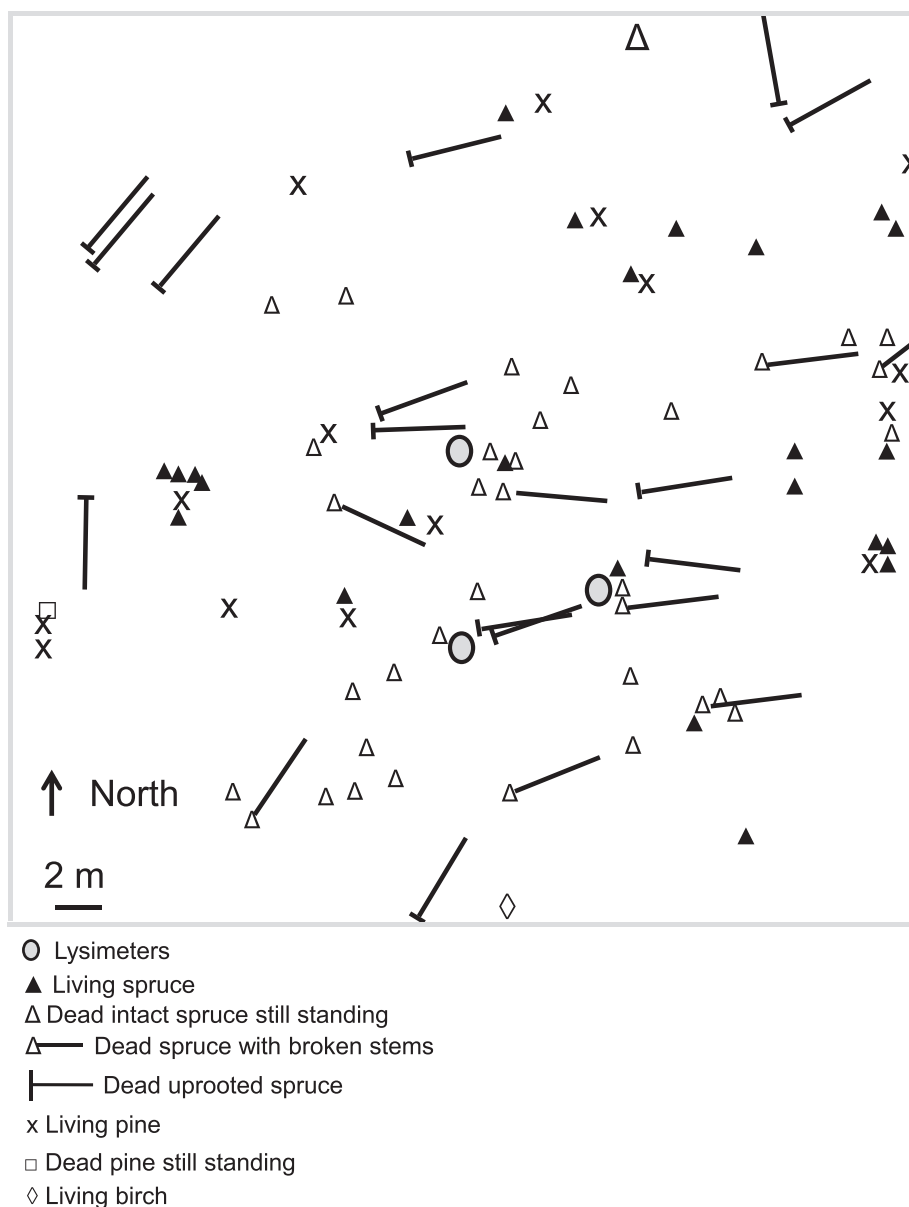 North
2 m
Lysimeters
Living spruce
Dead intact spruce still standing
Dead spruce with broken stems
Dead uprooted spruce
x Living pine
Dead pine still standing
Living birch